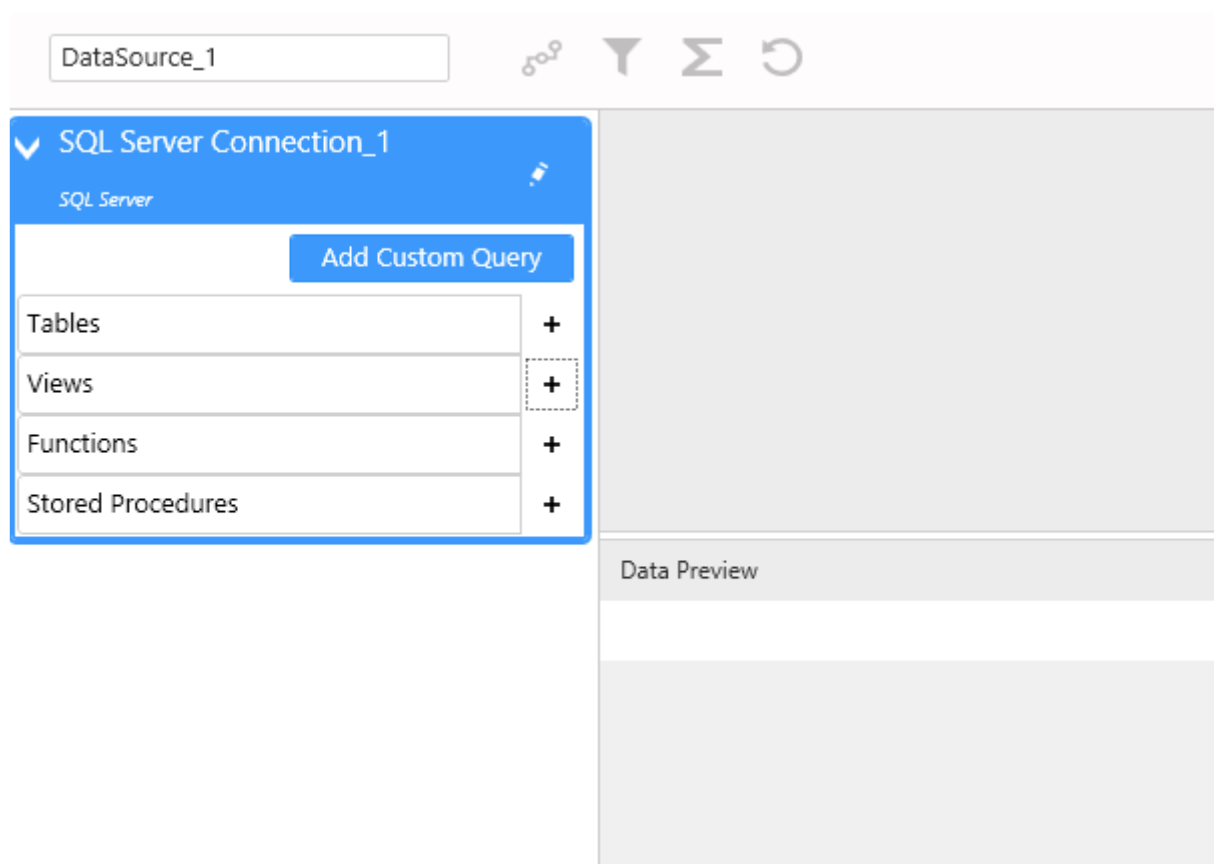 DataSource_1
SQL Server Connection_1
SQL Server
Add Custom Query
Tables
+
Views
+
Functions
+
Stored Procedures
+
Data Preview